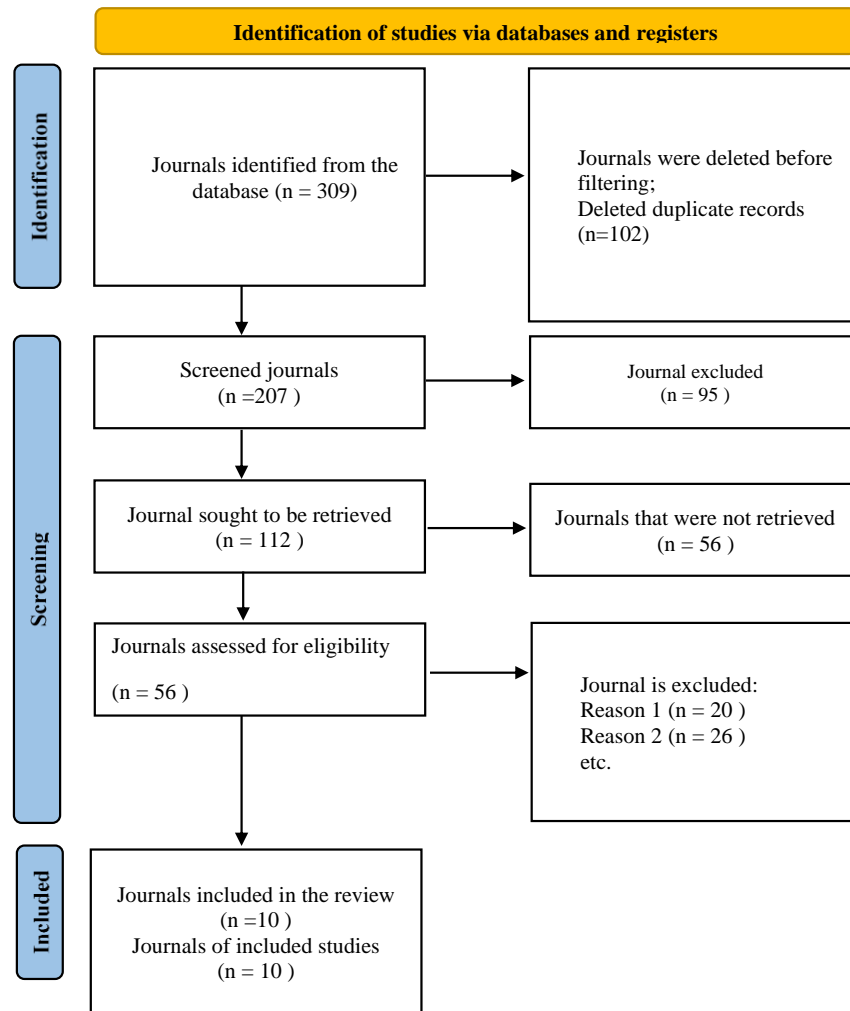 Identification of studies via databases and registers
Identification
Journals identified from the
database (n = 309)
Journals were deleted before
filtering;
Deleted duplicate records
(n=102)
Screening
Screened journals
(n =207 )
Journal excluded
(n = 95 )
Journal sought to be retrieved
(n = 112 )
Journals that were not retrieved
(n = 56 )
Journals assessed for eligibility
(n = 56 )
Journal is excluded:
Reason 1 (n = 20 )
Reason 2 (n = 26 )
etc.
Included
Journals included in the review
(n =10 )
Journals of included studies
(n = 10 )